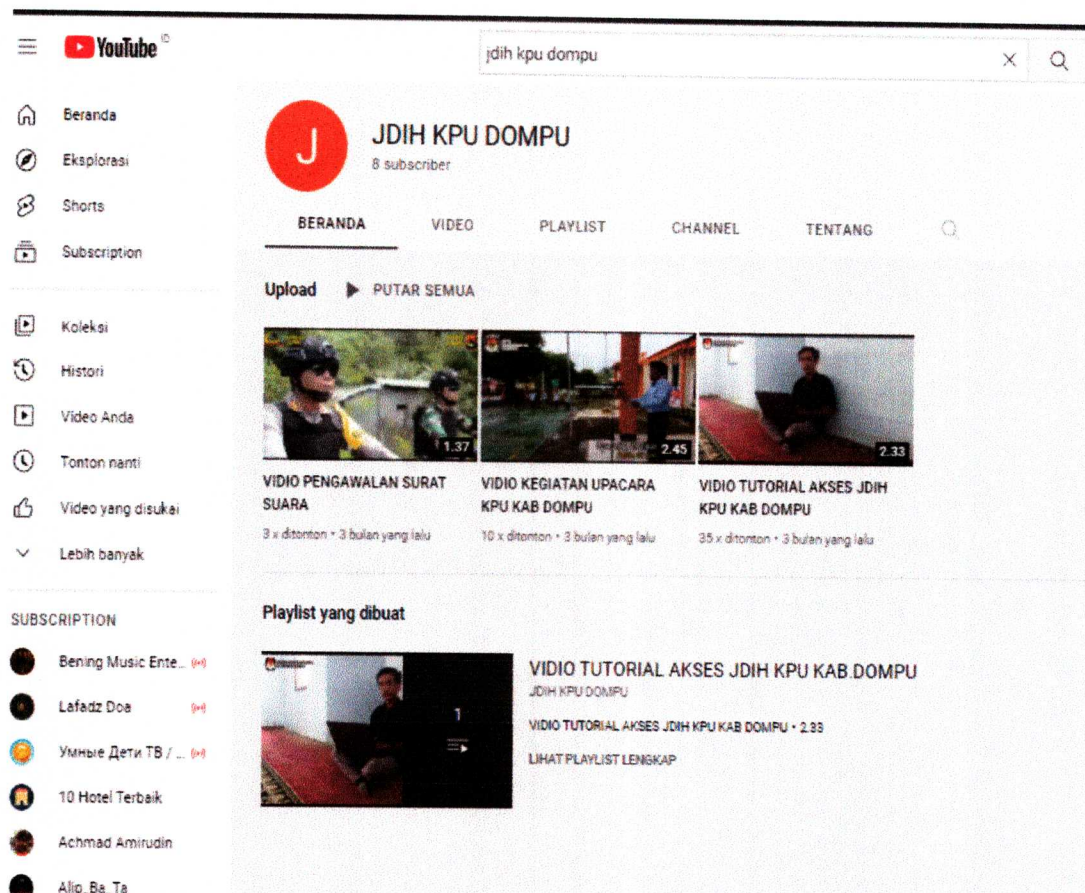 YouTube ID
jdih kpu dompu
Beranda
Eksplorasi
Shorts
Subscription
Koleksi
Histori
Video Anda
Tonton nanti
Video yang disukai
Lebih banyak
SUBSCRIPTION
Bening Music Ente...
Lafadz Doa
Умные Дети ТВ / ...
10 Hotel Terbaik
Achmad Amirudin
Alip_Ba_Ta
J
JDIH KPU DOMPU
8 subscriber
BERANDA VIDEO PLAYLIST CHANNEL TENTANG
Upload PUTAR SEMUA
1.37
VIDIO PENGAWALAN SURAT
SUARA
3 x ditonton • 3 bulan yang lalu
2.45
VIDIO KEGIATAN UPACARA
KPU KAB DOMPU
10 x ditonton • 3 bulan yang lalu
2.33
VIDIO TUTORIAL AKSES JDIH
KPU KAB DOMPU
35 x ditonton • 3 bulan yang lalu
Playlist yang dibuat
1
VIDIO TUTORIAL AKSES JDIH KPU KAB.DOMPU
JDIH KPU DOMPU
VIDIO TUTORIAL AKSES JDIH KPU KAB DOMPU • 2.33
LIHAT PLAYLIST LENGKAP